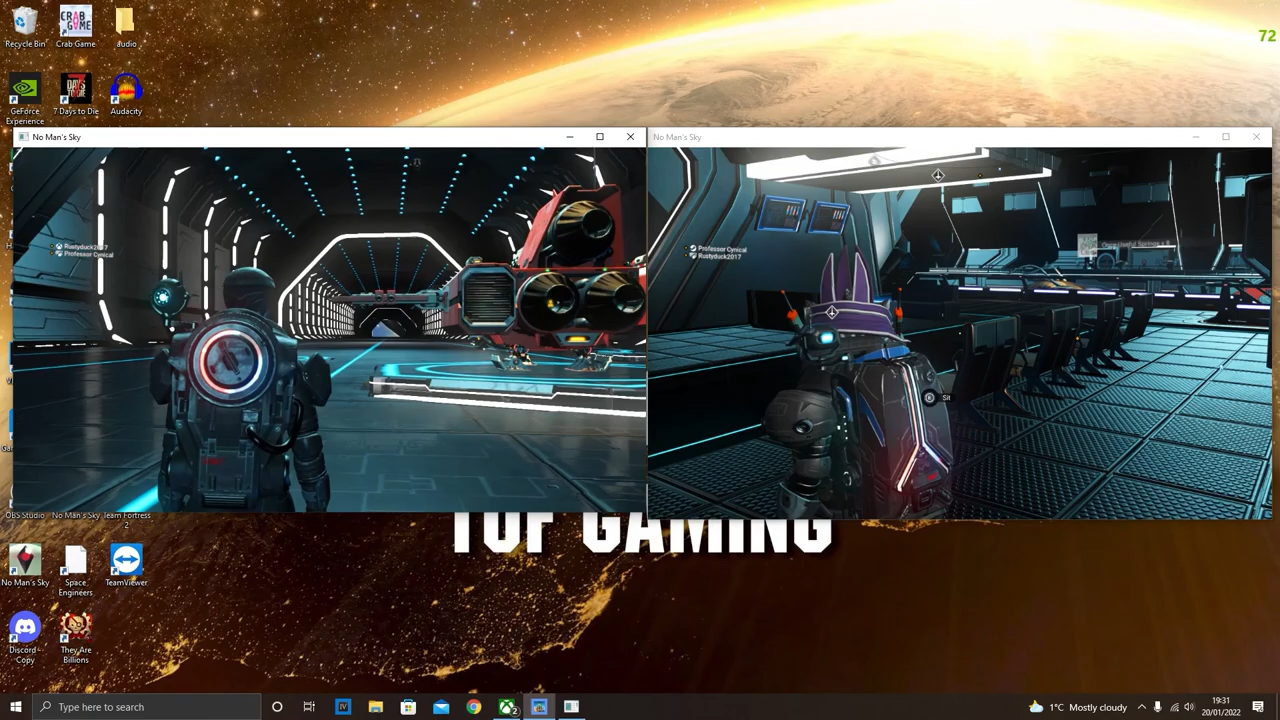 Recycle Bin
Crab Game
audio
72
GeForce
Experience
7 Days to Die
Audacity
No Man's Sky
No Man's Sky
Rustyduck2017
Professor Cynical
Professor Cynical
Rustyduck2017
Sit
OBS Studio
No Man's Sky
Team Fortress
TOP GAMING
No Man's Sky
Space
Engineers
TeamViewer
Discord -
Copy
They Are
Billions
Type here to search
1°C Mostly cloudy
19:31
20/01/2022